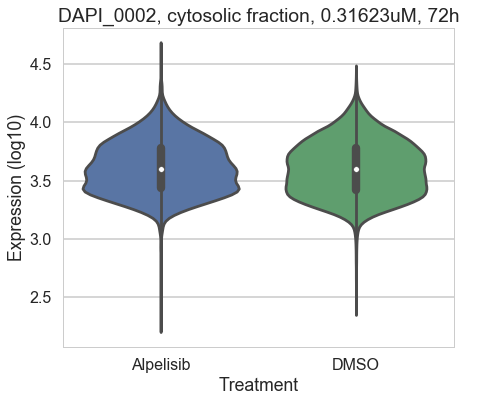 DAPI_0002, cytosolic fraction, 0.31623uM, 72h
Expression (log10)
4.5
4.0
3.5
3.0
2.5
Alpelisib DMSO
Treatment